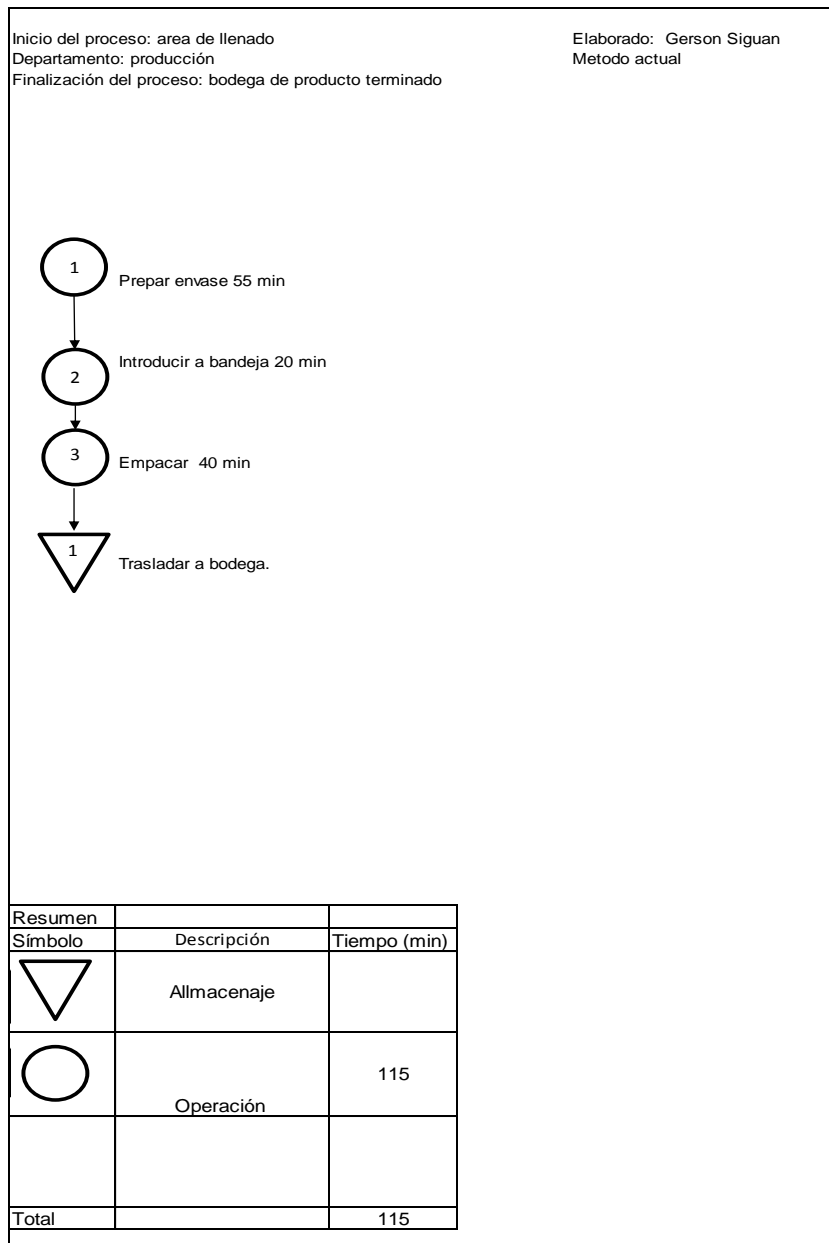 Inicio del proceso: area de llenado
Elaborado: Gerson Siguan
Departamento: producción
Metodo actual
Finalización del proceso: bodega de producto terminado
1
Prepar envase 55 min
Introducir a bandeja 20 min
2
3
Empacar 40 min
1
Trasladar a bodega.
Resumen
Símbolo Descripción Tiempo (min)
Allmacenaje
115
Operación
Total 115